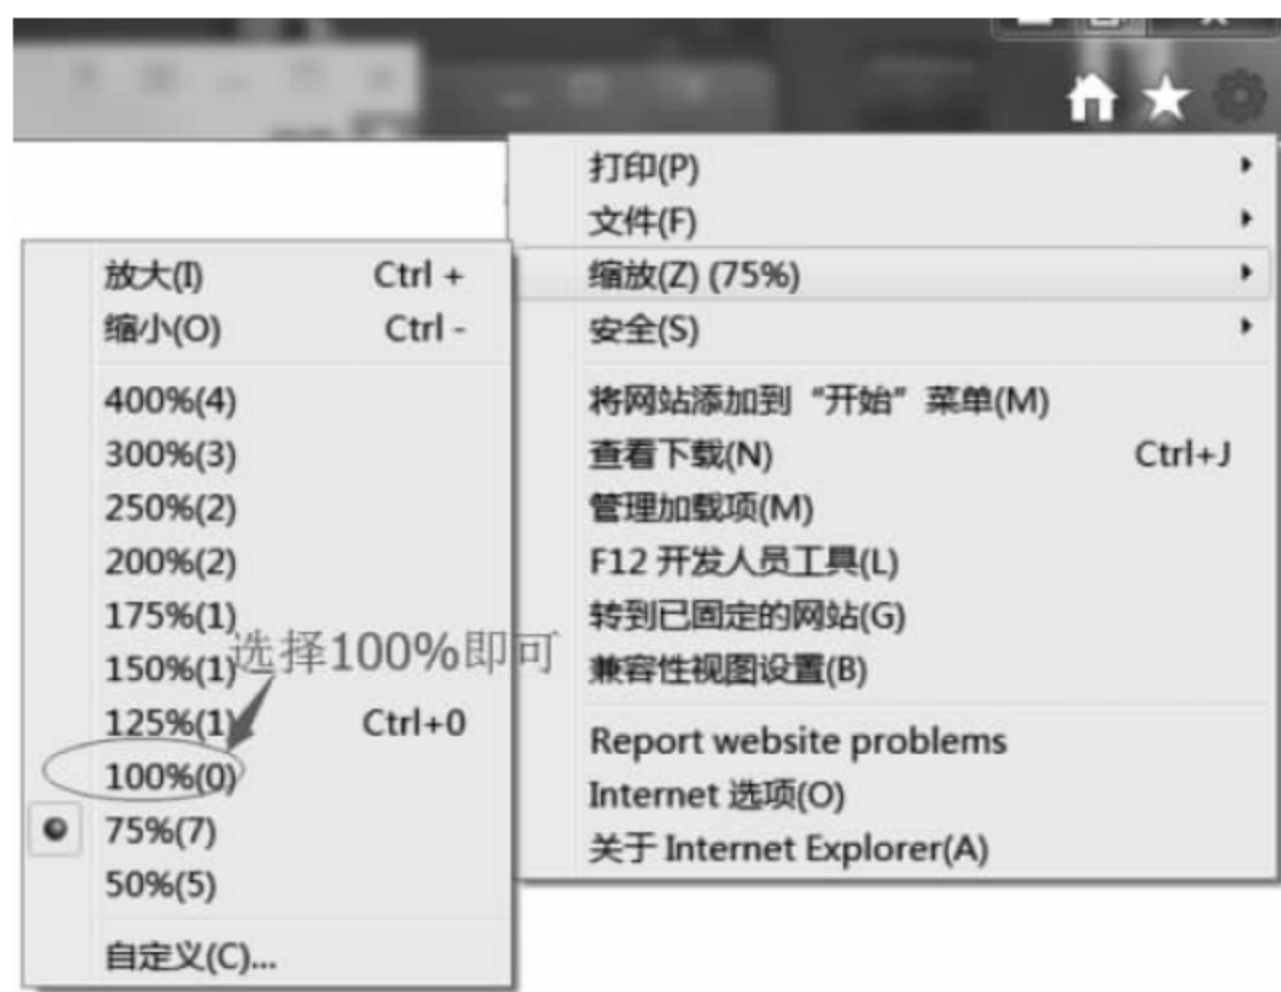 打印(P)
文件(F)
缩放(Z) (75%)
安全(S)
将网站添加到“开始”菜单(M)
查看下载(N) Ctrl+J
管理加载项(M)
F12 开发人员工具(L)
转到已固定的网站(G)
兼容性视图设置(B)
Report website problems
Internet 选项(O)
关于 Internet Explorer(A)
放大(I) Ctrl +
缩小(O) Ctrl -
400%(4)
300%(3)
250%(2)
200%(2)
175%(1)
选择100%即可
150%(1)
125%(1) Ctrl+0
100%(0)
75%(7)
50%(5)
自定义(C)...